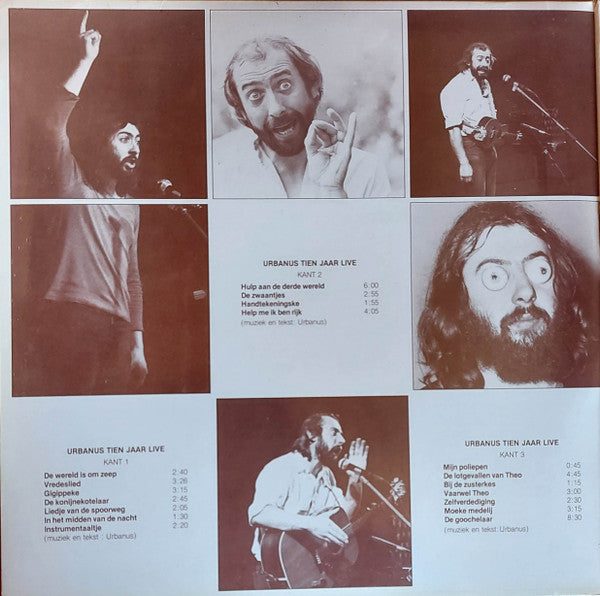 URBANUS TIEN JAAR LIVE
KANT 2
Hulp aan de derde wereld 6:00
De zwaantjes 2:55
Handtekeningske 1:55
Help me ik ben rijk 4:05
(muziek en tekst: Urbanus)
URBANUS TIEN JAAR LIVE
KANT 1
De wereld is om zeep 2:40
Vredeslied 3:28
Gigippeke 3:15
De konijnekotelaar 2:45
Liedje van de spoorweg 2:05
In het midden van de nacht 1:30
Instrumentaaltje 2:20
(muziek en tekst : Urbanus)
URBANUS TIEN JAAR LIVE
KANT 3
Mijn poliepen 0:45
De lotgevallen van Theo 4:45
Bij de zusterkes 1:15
Vaarwel Theo 3:00
Zelfverdediging 2:30
Moeke medelij 3:15
De goochelaar 8:30
(muziek en tekst:Urbanus)